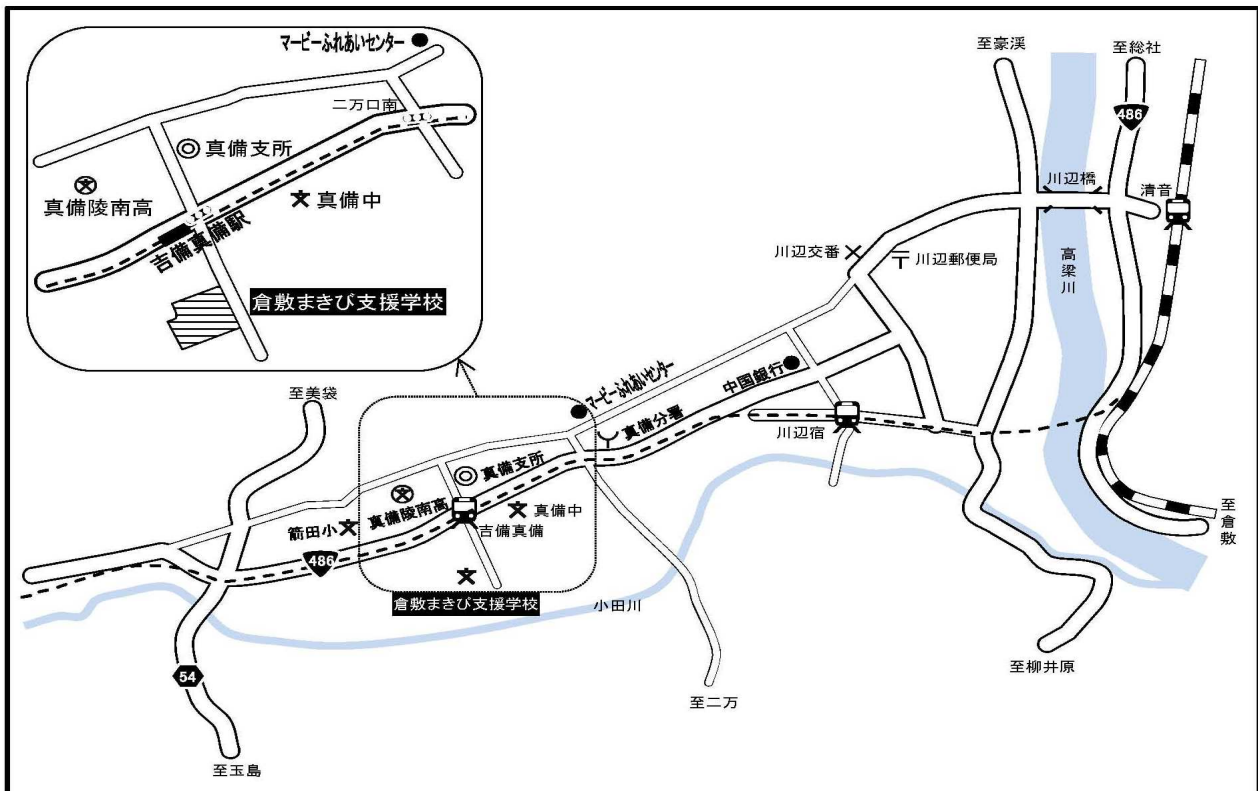 マービーふれあいセンター
二万口南
真備支所
真備陵南高
真備中
吉備真備駅
倉敷まきび支援学校
至豪渓
至総社
486
川辺橋
清音
高梁川
川辺交番
川辺郵便局
中国銀行
マービーふれあいセンター
川辺宿
真備分署
至美袋
真備支所
真備陵南高
真備中
箭田小
吉備真備
486
倉敷まきび支援学校
小田川
至倉敷
至柳井原
至二万
54
至玉島